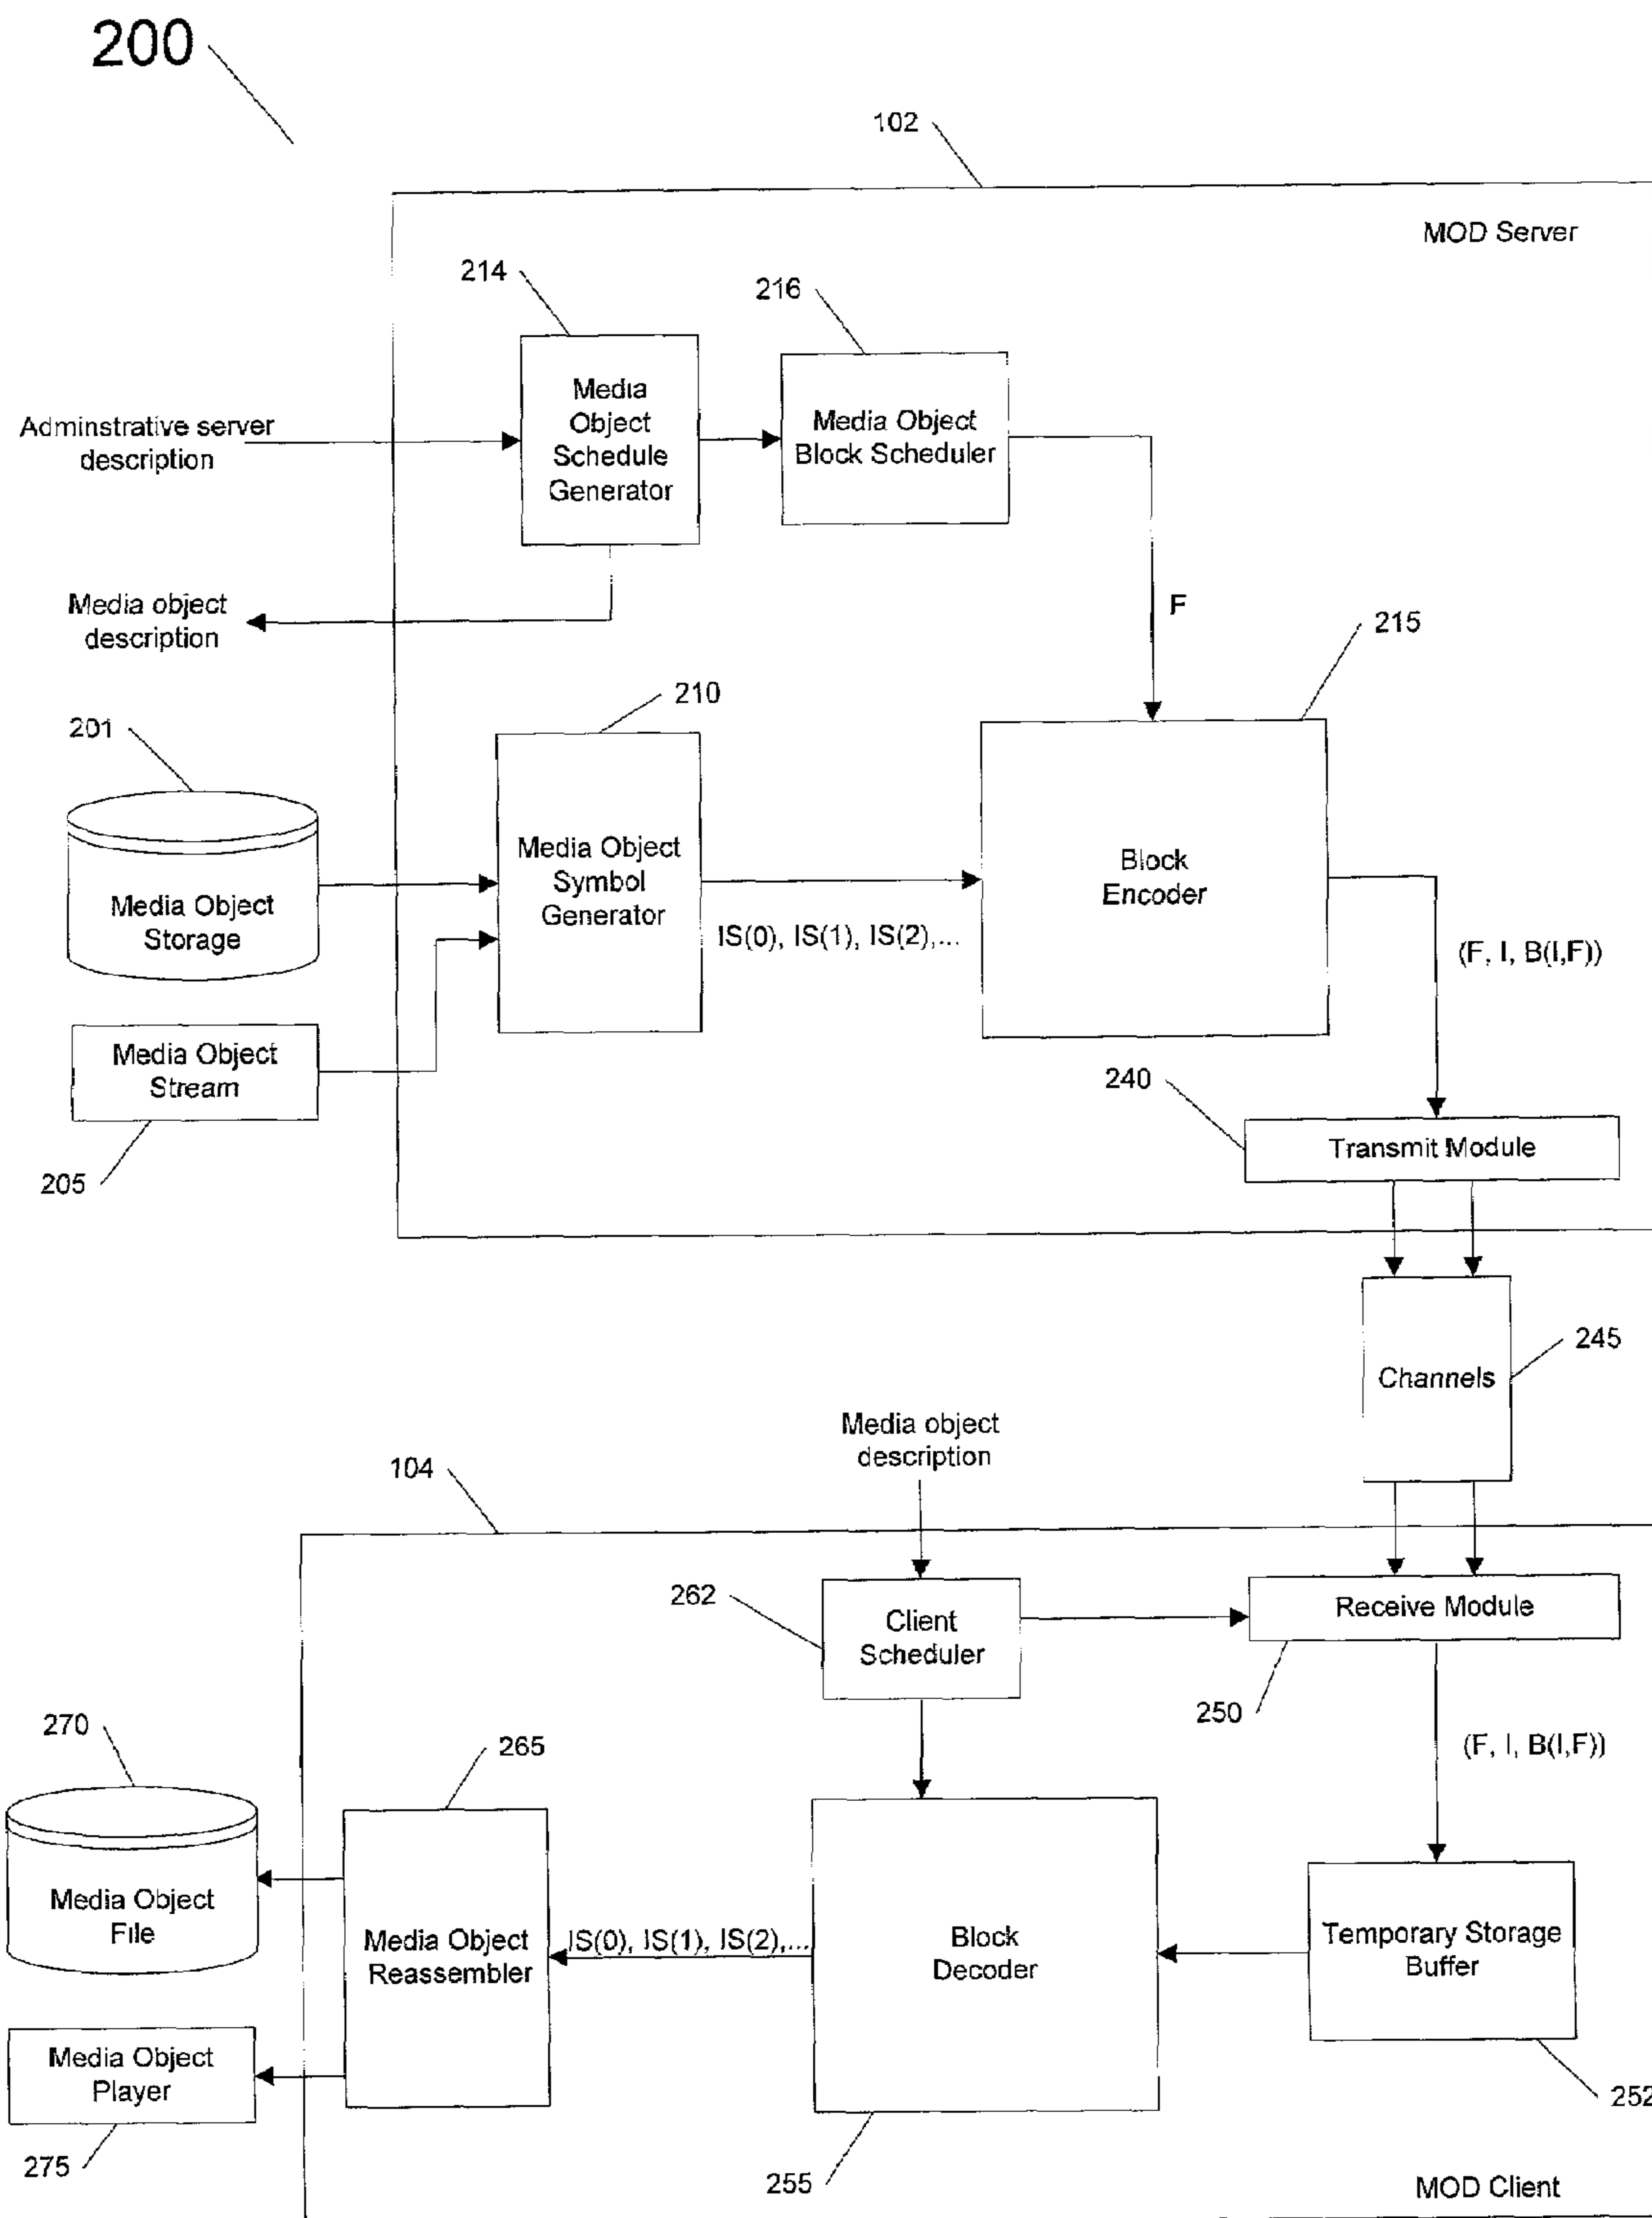 200
102
MOD Server
214
216
Media
Object
Schedule
Generator
Media Object
Block Scheduler
Adminstrative server
description
Media object
description
F
215
210
201
Media Object
Storage
Media Object
Symbol
Generator
IS(0), IS(1), IS(2),...
Block
Encoder
(F, I, B(I,F))
Media Object
Stream
205
240
Transmit Module
245
Channels
Media object
description
104
262
Client
Scheduler
Receive Module
250
(F, I, B(I,F))
270
265
Media Object
File
Media Object
Reassembler
IS(0), IS(1), IS(2),...
Block
Decoder
Temporary Storage
Buffer
Media Object
Player
275
255
252
MOD Client